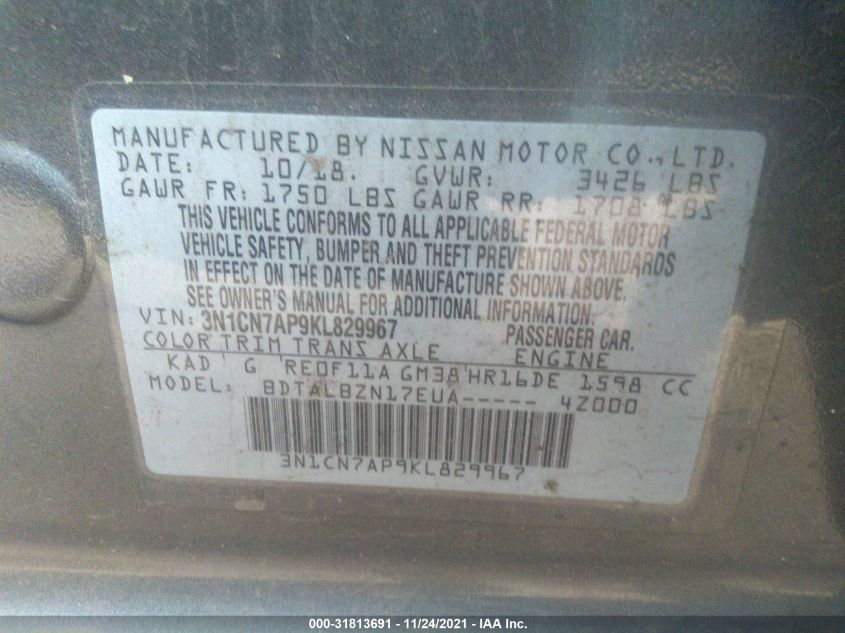 MANUFACTURED BY NISSAN MOTOR CO., LTD.
DATE: 10/18. GVWR: 3426 LBS
GAWR FR: 1750 LBS GAWR RR: 1708 LBS
THIS VEHICLE CONFORMS TO ALL APPLICABLE FEDERAL MOTOR
VEHICLE SAFETY, BUMPER AND THEFT PREVENTION STANDARDS
IN EFFECT ON THE DATE OF MANUFACTURE SHOWN ABOVE.
SEE OWNER'S MANUAL FOR ADDITIONAL INFORMATION.
VIN: 3N1CN7AP9KL829967 PASSENGER CAR.
COLOR TRIM TRANS AXLE ENGINE
KAD G RE0F11A GM38 HR16DE 1598 CC
MODEL: BDTALBZN17EUA----- 4Z000
3N1CN7AP9KL829967
000-31813691 - 11/24/2021 - IAA Inc.